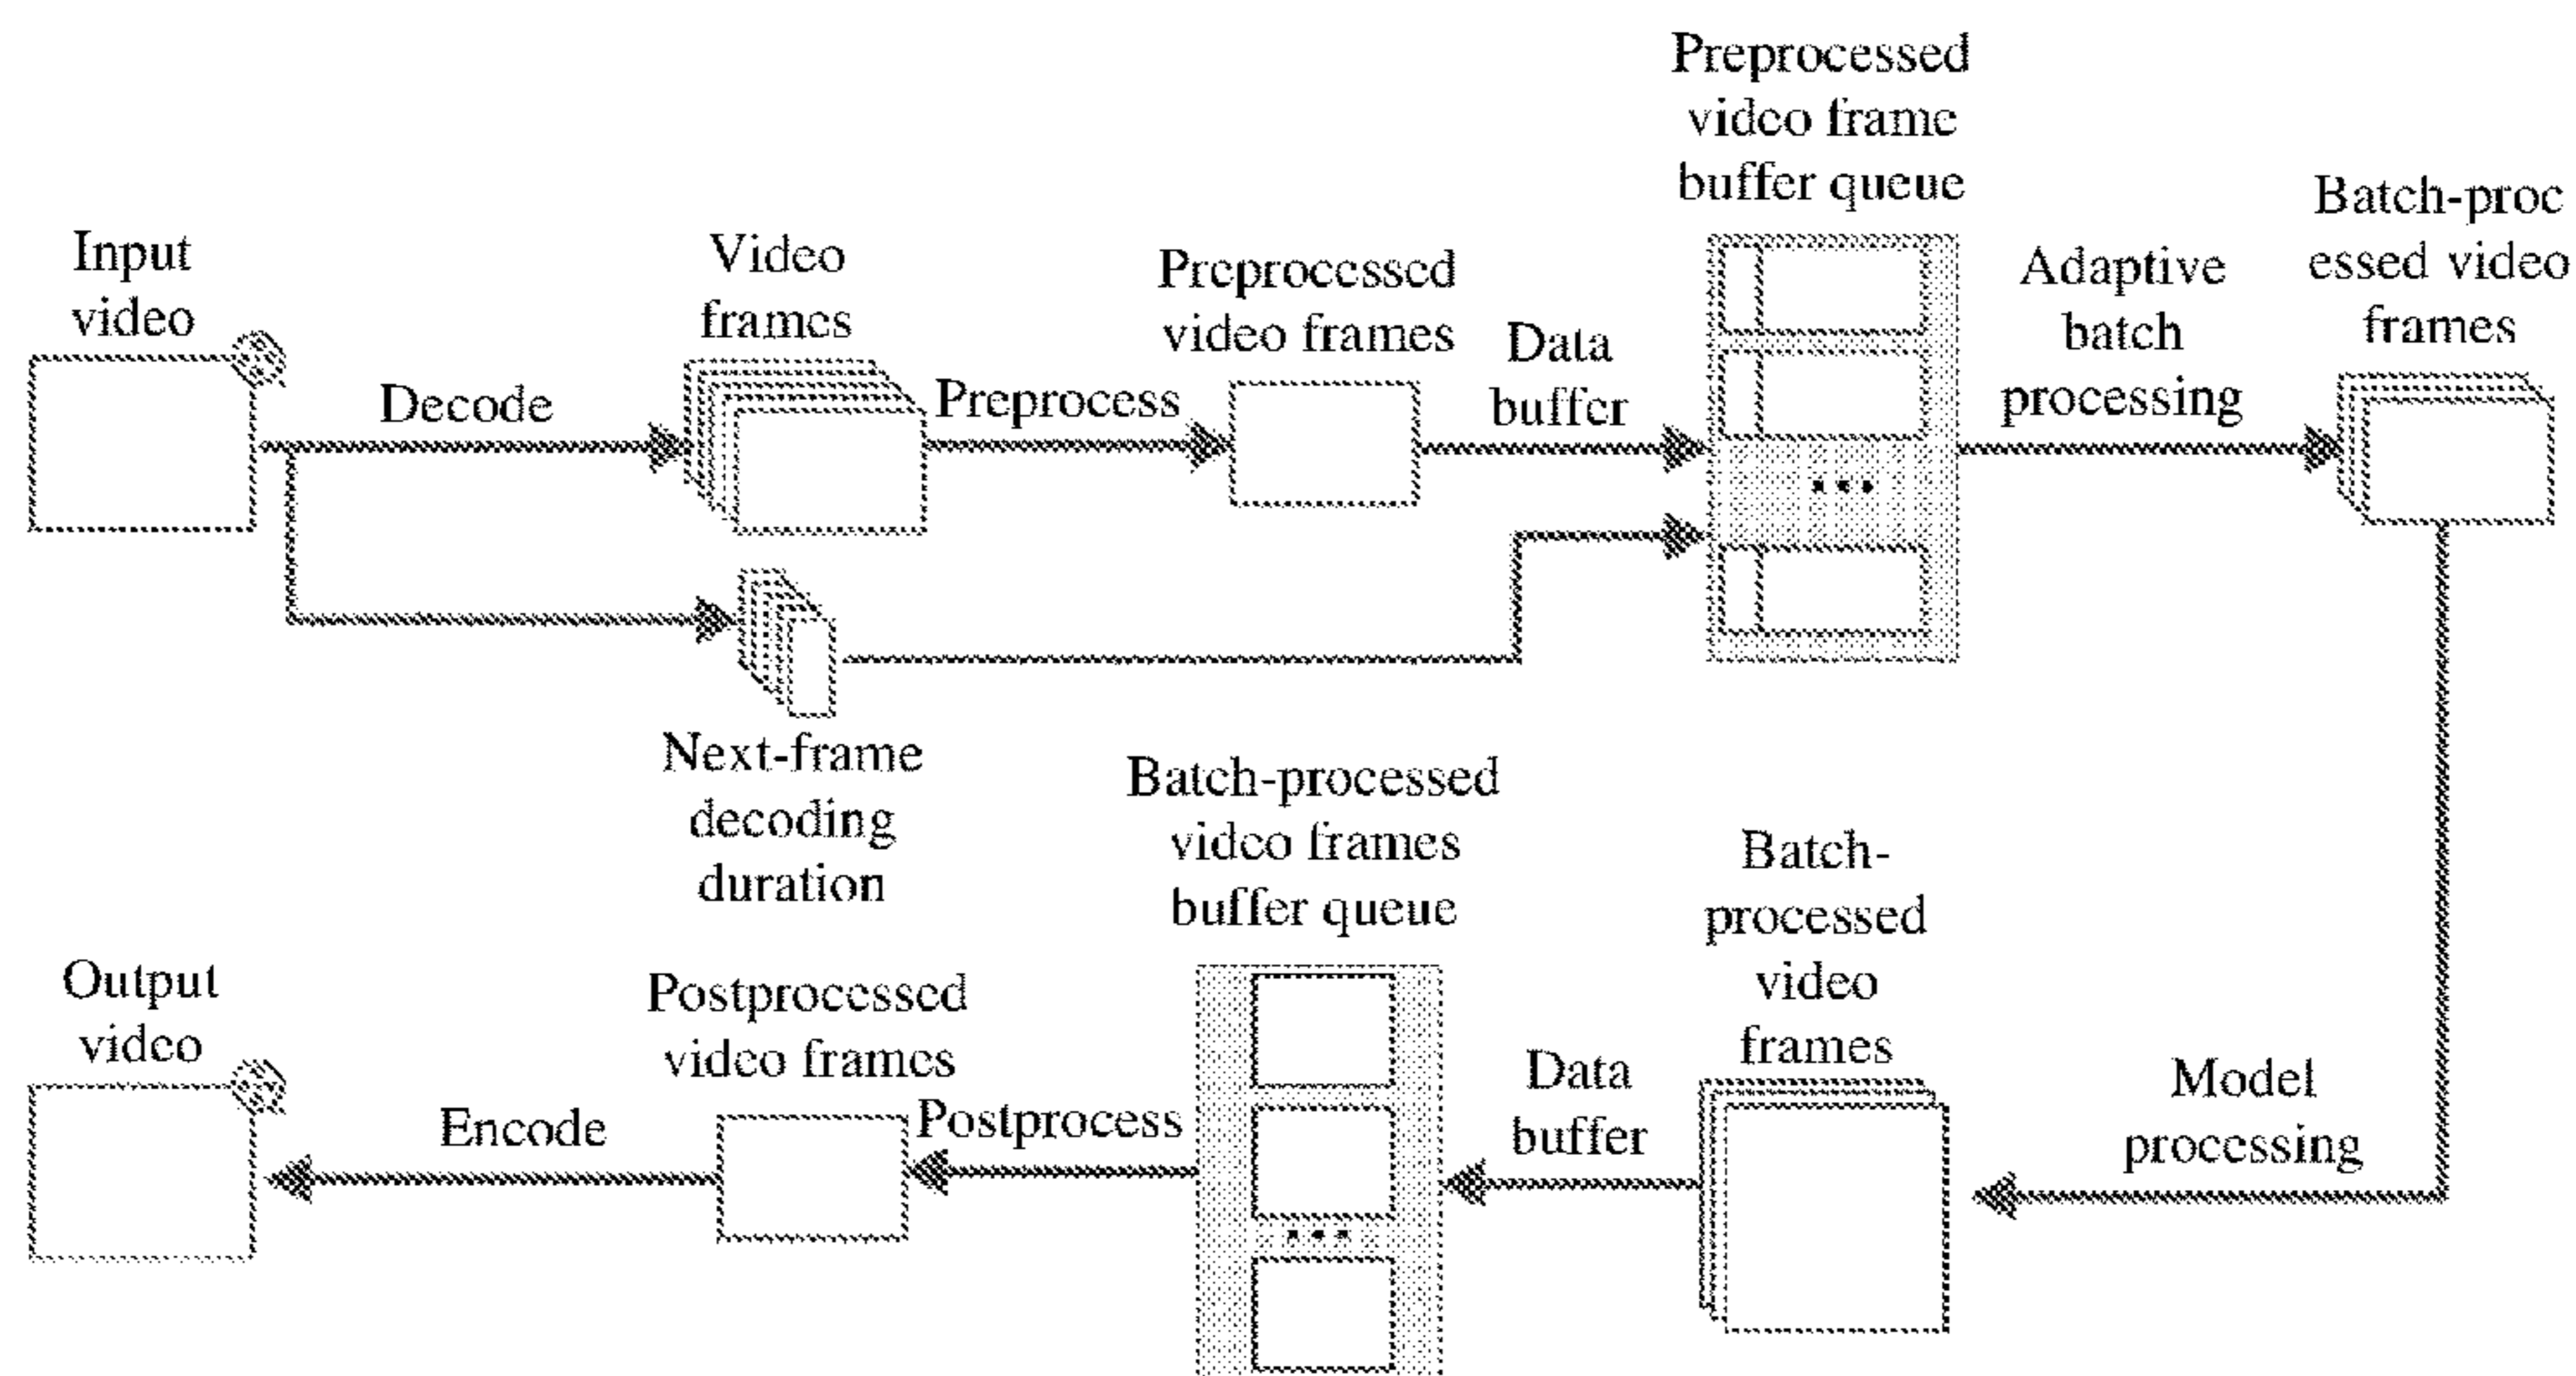 Input
video
Decode
Video
frames
Preprocess
Preprocessed
video frames
Data
buffer
Preprocessed
video frame
buffer queue
Adaptive
batch
processing
Batch-proc
essed video
frames
Next-frame
decoding
duration
Output
video
Encode
Postprocessed
video frames
Postprocess
Batch-processed
video frames
buffer queue
Data
buffer
Batch-
processed
video
frames
Model
processing